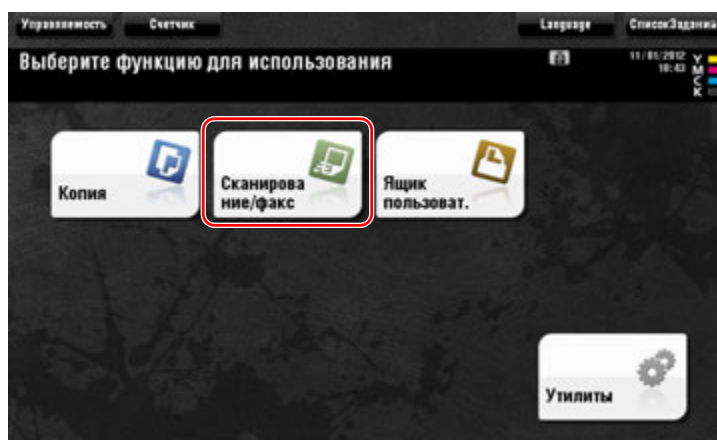 Управляемость
Счетчик
Language
СписокЗаданий
Выберите функцию для использования
11/01/2012
10:43
Y
M
C
K
Копия
Сканирова
ние/факс
Ящик
пользоват.
Утилиты